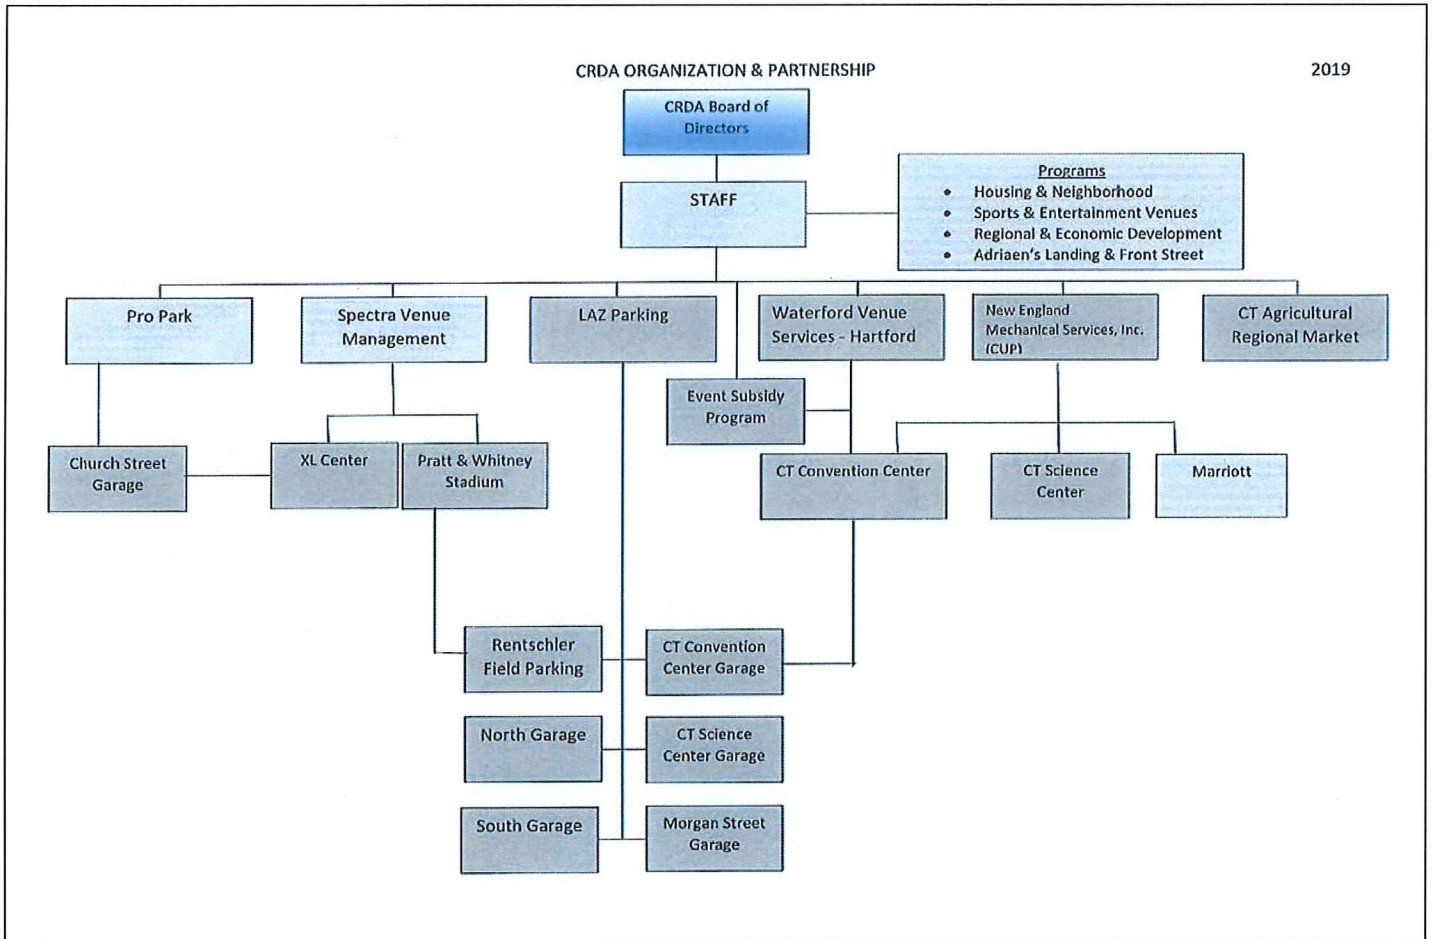 CRDA ORGANIZATION & PARTNERSHIP
2019
CRDA Board of
Directors
STAFF
Programs
• Housing & Neighborhood
• Sports & Entertainment Venues
• Regional & Economic Development
• Adriaen's Landing & Front Street
Pro Park
Spectra Venue
Management
LAZ Parking
Waterford Venue
Services - Hartford
New England
Mechanical Services, Inc.
(CUP)
CT Agricultural
Regional Market
Event Subsidy
Program
Church Street
Garage
XL Center
Pratt & Whitney
Stadium
CT Convention Center
CT Science
Center
Marriott
Rentschler
Field Parking
CT Convention
Center Garage
North Garage
CT Science
Center Garage
South Garage
Morgan Street
Garage